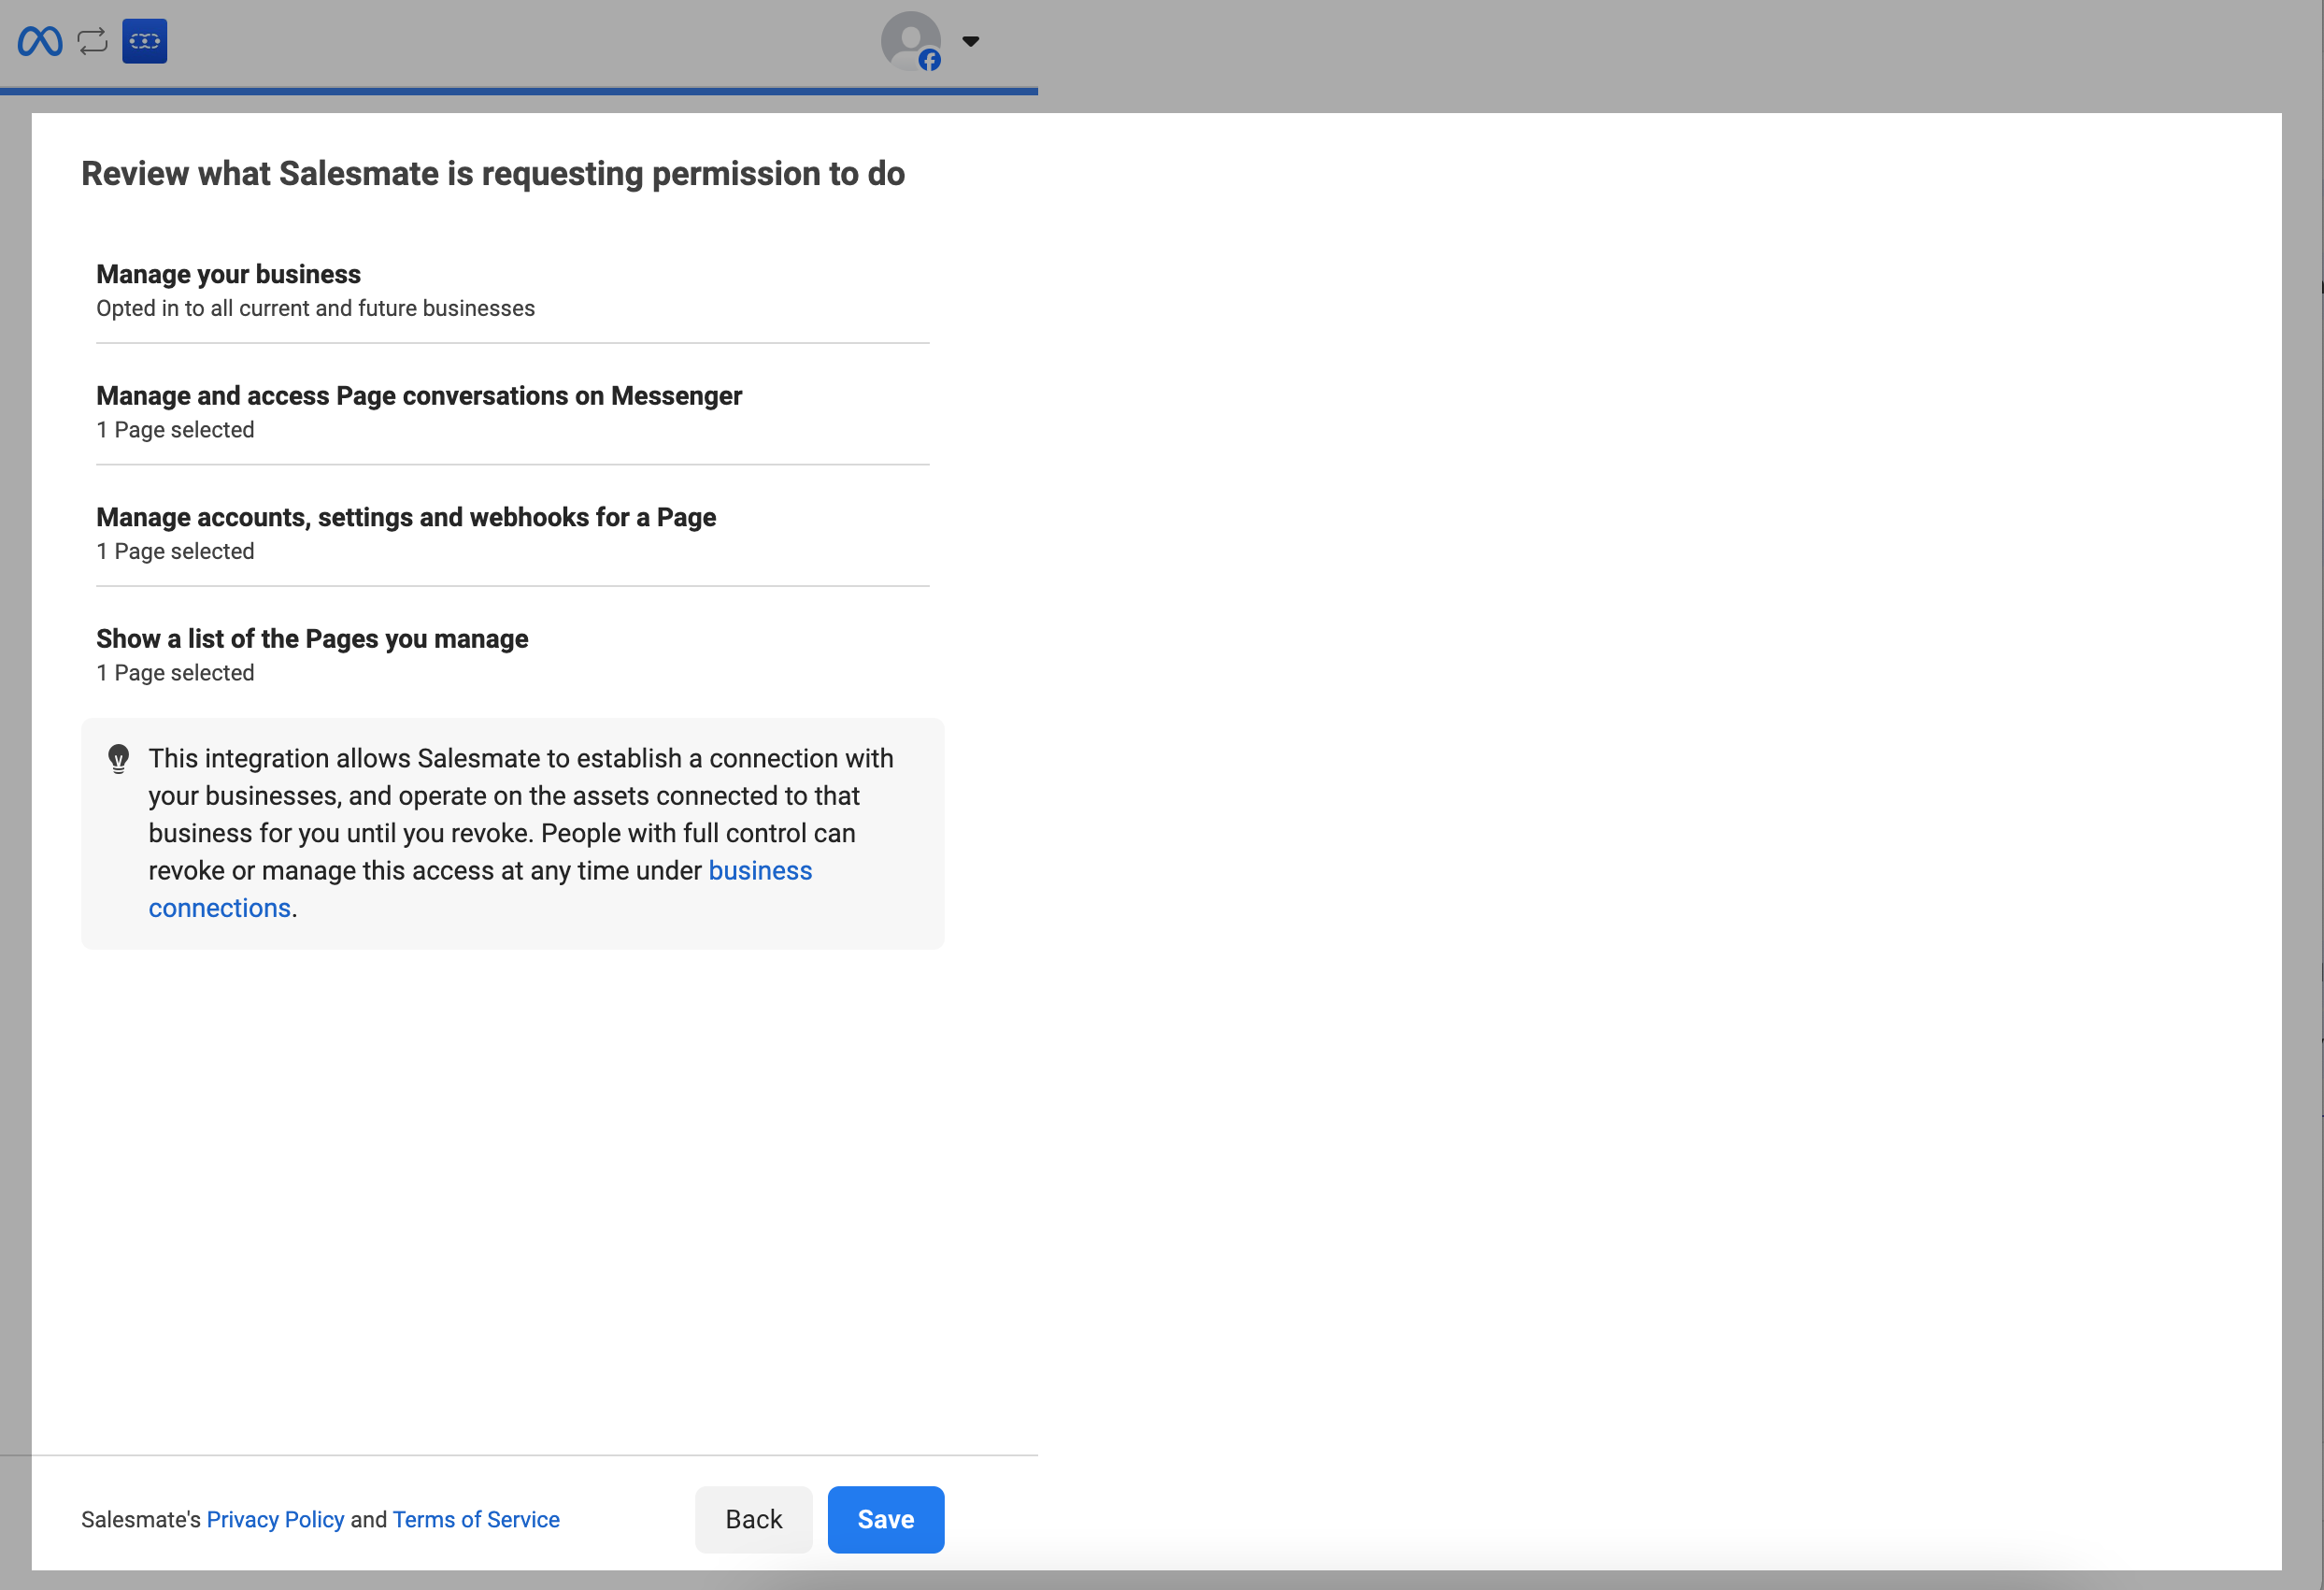 Review what Salesmate is requesting permission to do
Manage your business
Opted in to all current and future businesses
Manage and access Page conversations on Messenger
1 Page selected
Manage accounts, settings and webhooks for a Page
1 Page selected
Show a list of the Pages you manage
1 Page selected
This integration allows Salesmate to establish a connection with
your businesses, and operate on the assets connected to that
business for you until you revoke. People with full control can
revoke or manage this access at any time under business
connections.
Salesmate's Privacy Policy and Terms of Service
Back
Save